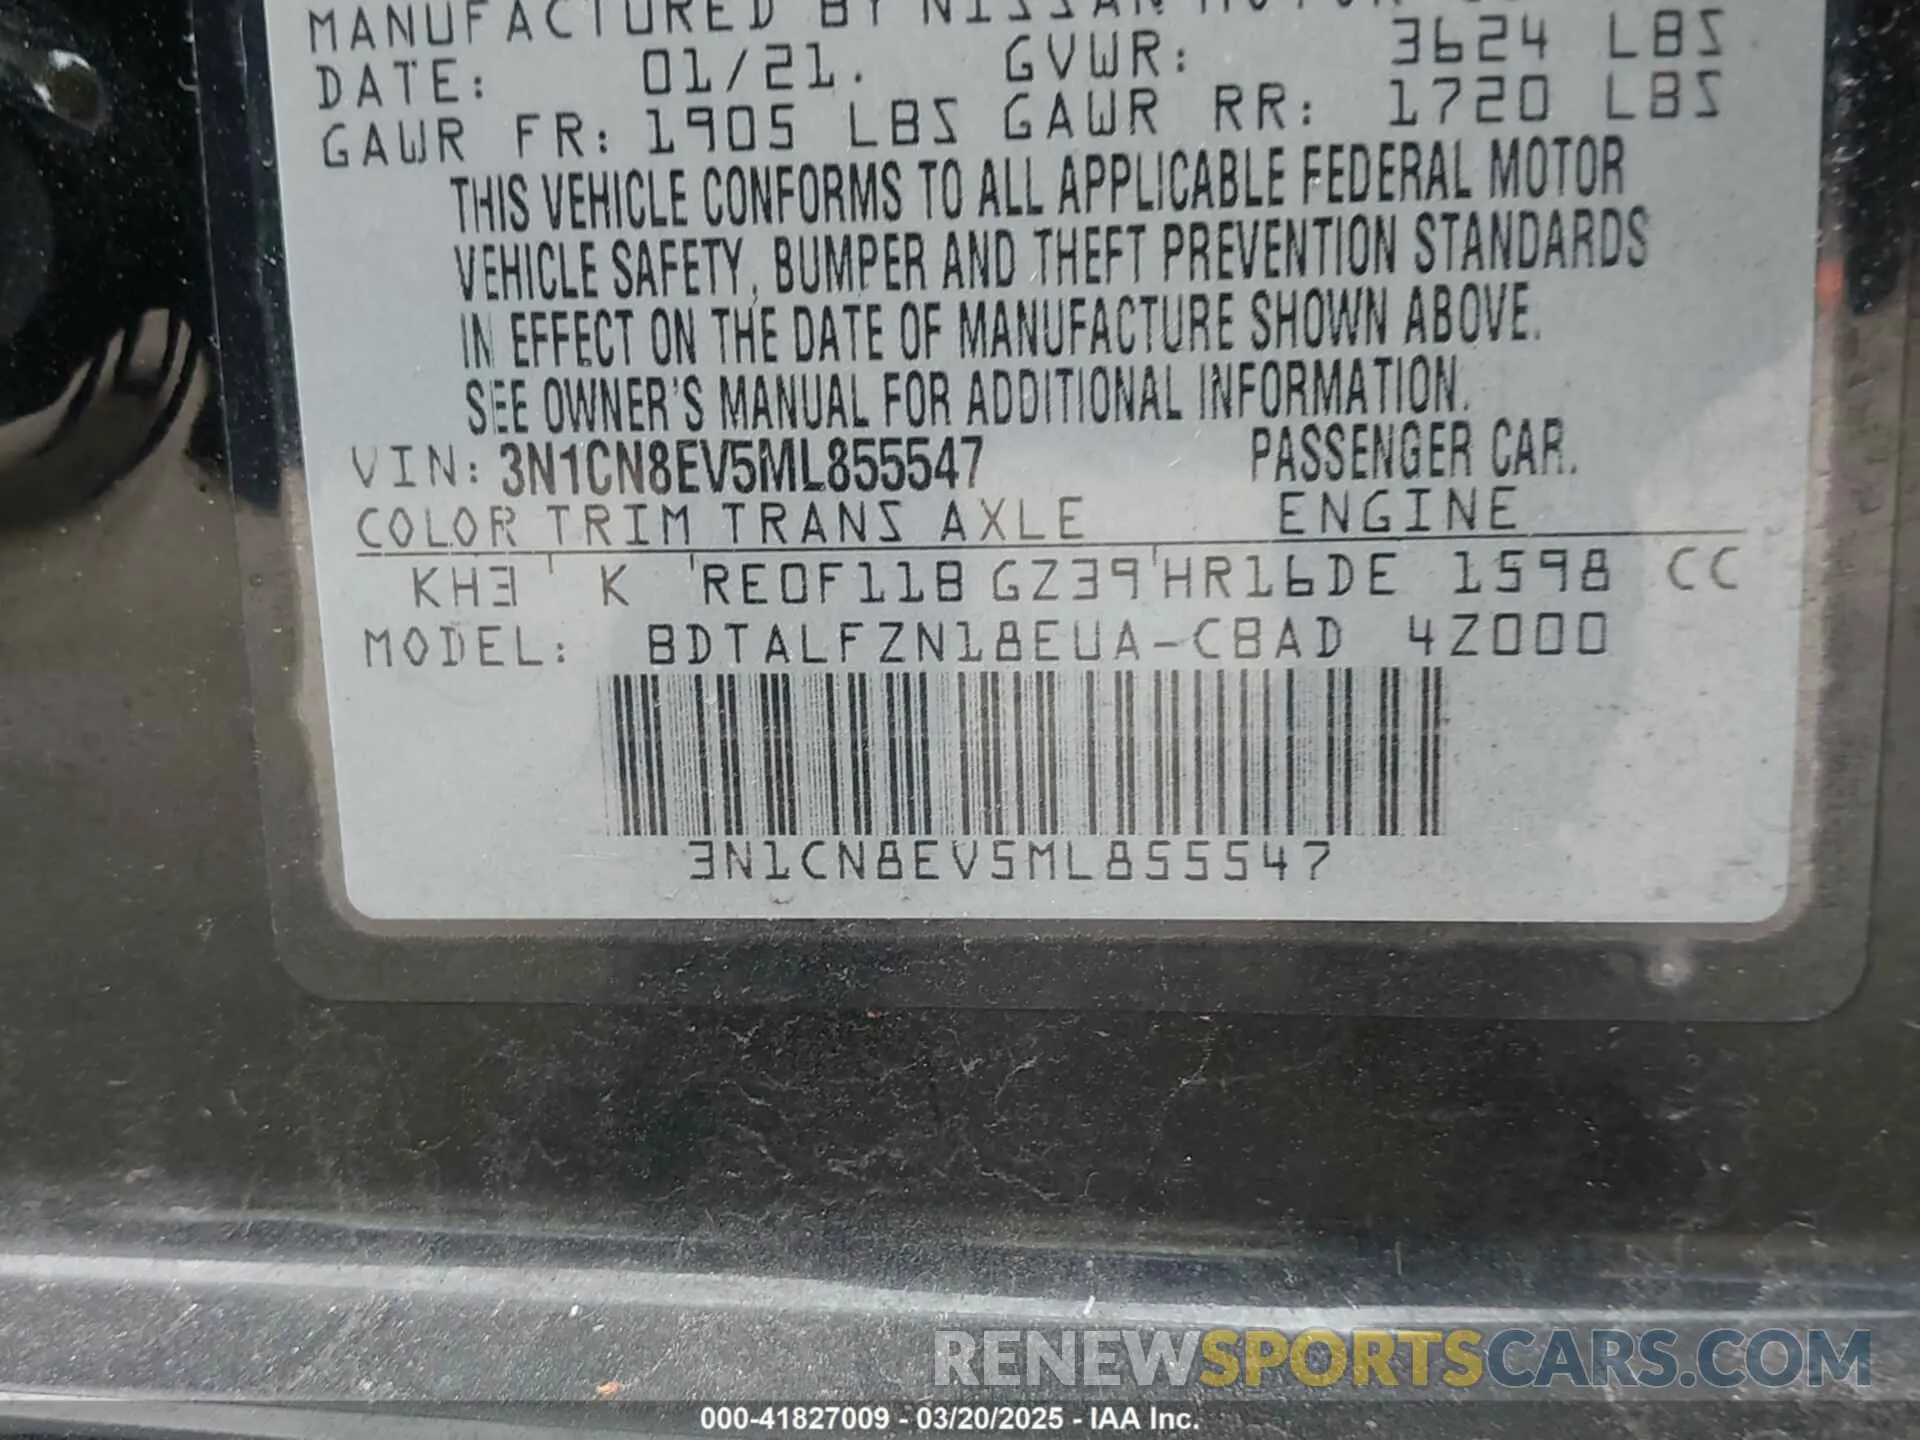 MANUFACTURED BY NISSAN MOTOR
DATE: 01/21. GVWR: 3624 LBS
GAWR FR: 1905 LBS GAWR RR: 1720 LBS
THIS VEHICLE CONFORMS TO ALL APPLICABLE FEDERAL MOTOR
VEHICLE SAFETY, BUMPER AND THEFT PREVENTION STANDARDS
IN EFFECT ON THE DATE OF MANUFACTURE SHOWN ABOVE.
SEE OWNER'S MANUAL FOR ADDITIONAL INFORMATION.
VIN: 3N1CN8EV5ML855547 PASSENGER CAR.
COLOR TRIM TRANS AXLE ENGINE
KH3 K RE0F11B GZ39 HR16DE 1598 CC
MODEL: BDTALFZN18EUA-CBAD 4Z000
3N1CN8EV5ML855547
RENEWSPORTSCARS.COM
000-41827009 - 03/20/2025 - IAA Inc.